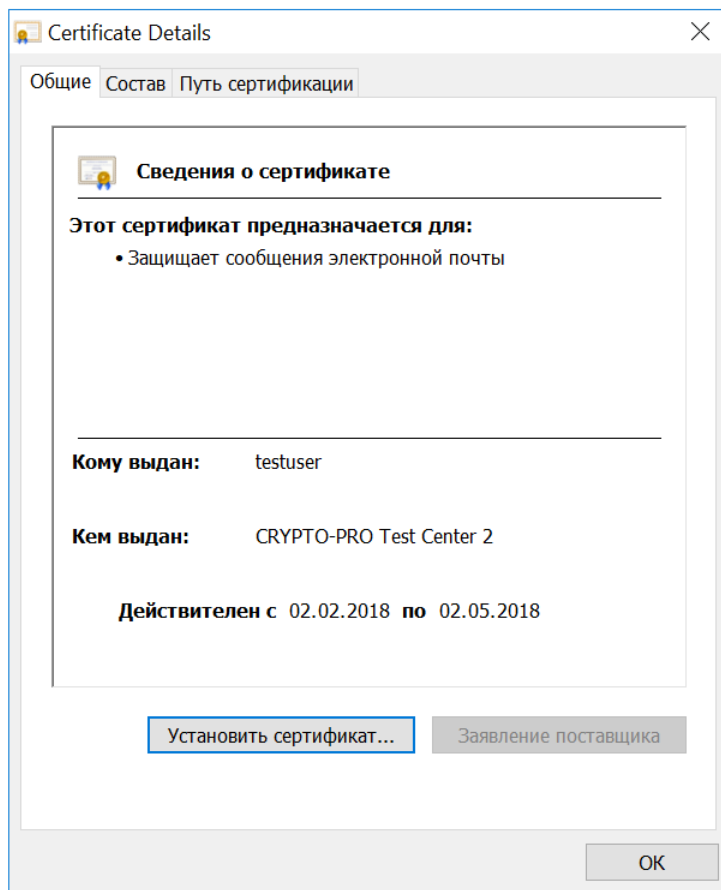 Certificate Details
Общие Состав Путь сертификации
Сведения о сертификате
Этот сертификат предназначается для:
• Защищает сообщения электронной почты
Кому выдан: testuser
Кем выдан: CRYPTO-PRO Test Center 2
Действителен с 02.02.2018 по 02.05.2018
Установить сертификат... Заявление поставщика
ОК